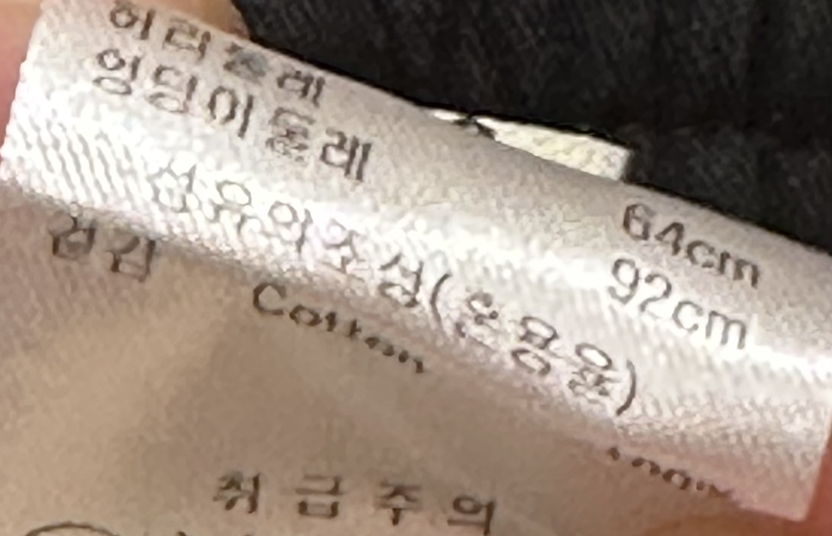 허리둘레 64cm
엉덩이둘레 92cm
섬유의조성(혼용율)
겉감 Cotton
취급주의